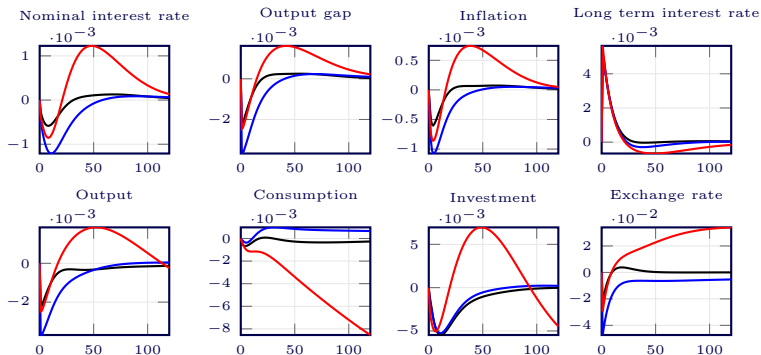 Nominal interest rate
·10⁻³
1
0
−1
0 50 100
Output gap
·10⁻³
0
−2
0 50 100
Inflation
·10⁻³
0.5
0
−0.5
−1
0 50 100
Long term interest rate
·10⁻³
4
2
0
0 50 100
Output
·10⁻³
0
−2
0 50 100
Consumption
·10⁻³
0
−2
−4
−6
−8
0 50 100
Investment
·10⁻³
5
0
−5
0 50 100
Exchange rate
·10⁻²
2
0
−2
−4
0 50 100